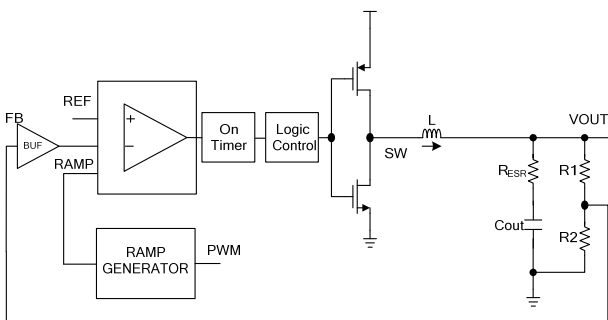 FB
BUF
REF
RAMP
+
−
On
Timer
Logic
Control
SW
L
VOUT
RESR
R1
Cout
R2
RAMP
GENERATOR
PWM